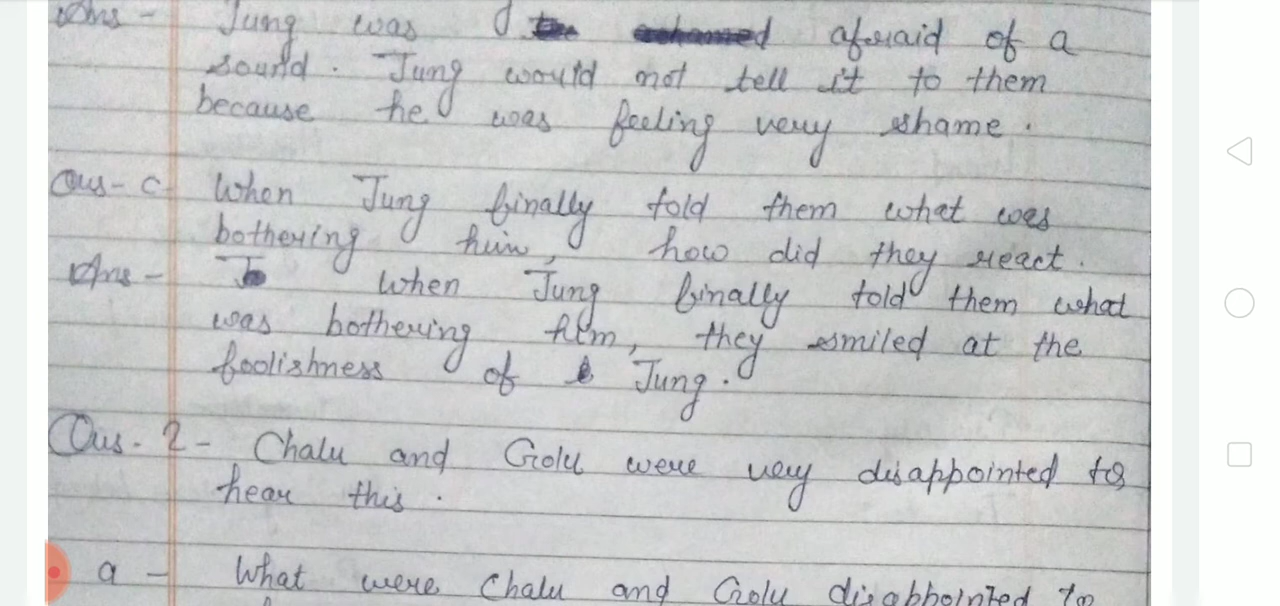 Ans - Jung was afraid of a
sound. Jung would not tell it to them
because he was feeling very shame.
Ous - c When Jung finally told them what was
bothering him, how did they react.
Ans - When Jung finally told them what
was bothering him, they smiled at the
foolishness of Jung.
Ous. 2 - Chalu and Golu were very disappointed to
hear this.
a - What were Chalu and Golu disappointed to